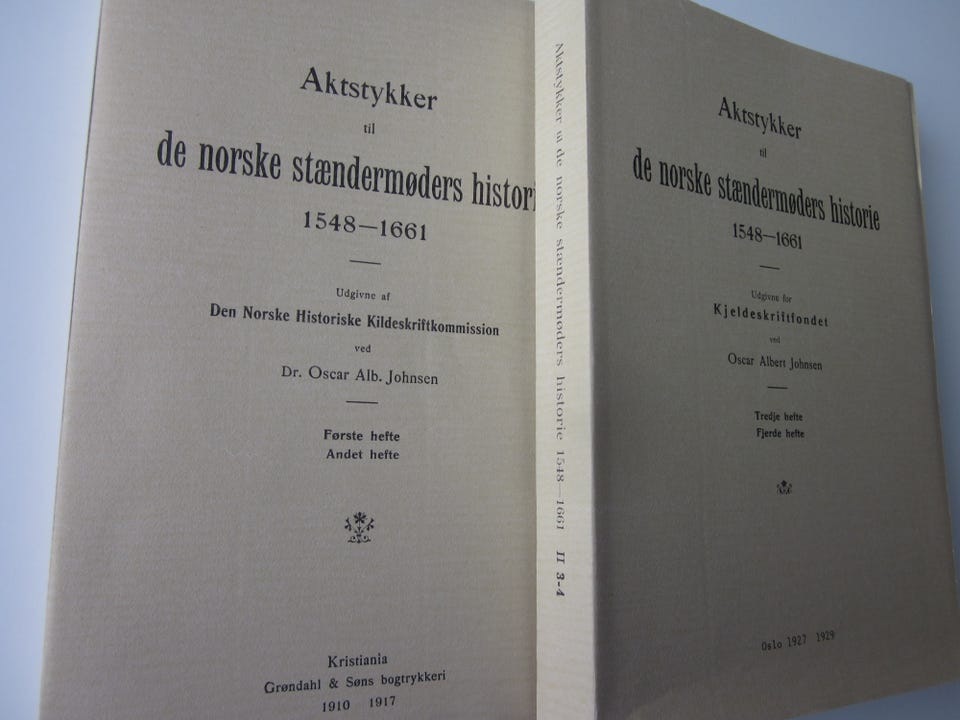 Aktstykker
til
de norske stændermøders histori
1548—1661
Udgivne af
Den Norske Historiske Kildeskriftkommission
ved
Dr. Oscar Alb. Johnsen
Første hefte
Andet hefte
Kristiania
Grøndahl & Søns bogtrykkeri
1910 1917
Aktstykker til de norske stændermøders historie 1548—1661 II 3-4
Aktstykker
til
de norske stændermøders historie
1548—1661
Udgivne for
Kjeldeskriftfondet
ved
Oscar Albert Johnsen
Tredje hefte
Fjerde hefte
Oslo 1927 1929